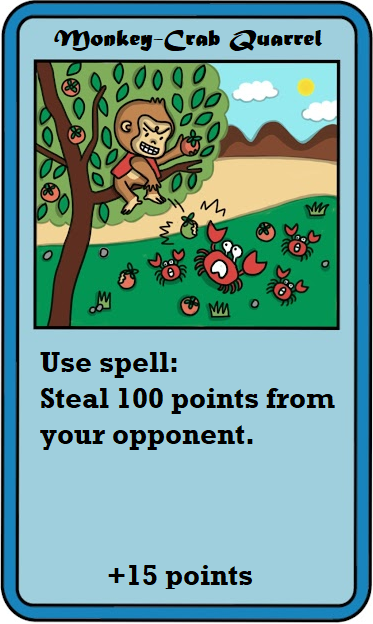 Monkey-Crab Quarrel
Use spell:
Steal 100 points from
your opponent.
+15 points